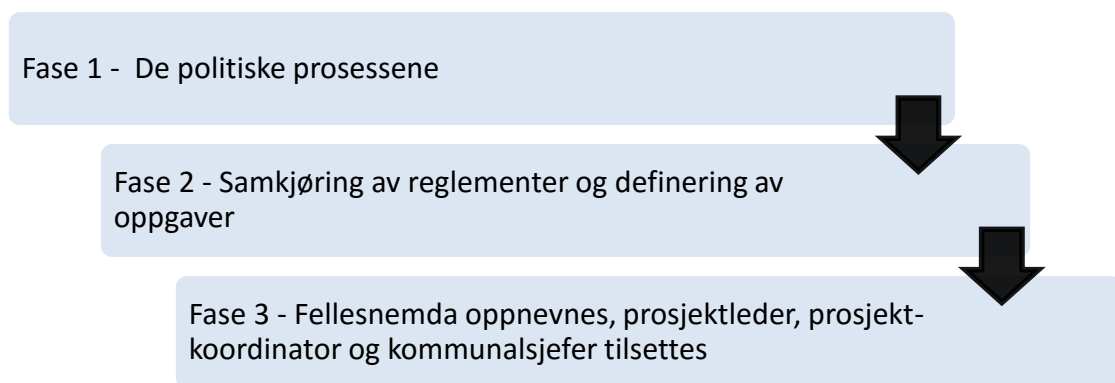 Fase 1 -  De politiske prosessene
Fase 2 - Samkjøring av reglementer og definering av
oppgaver
Fase 3 - Fellesnemda oppnevnes, prosjektleder, prosjekt-
koordinator og kommunalsjefer tilsettes